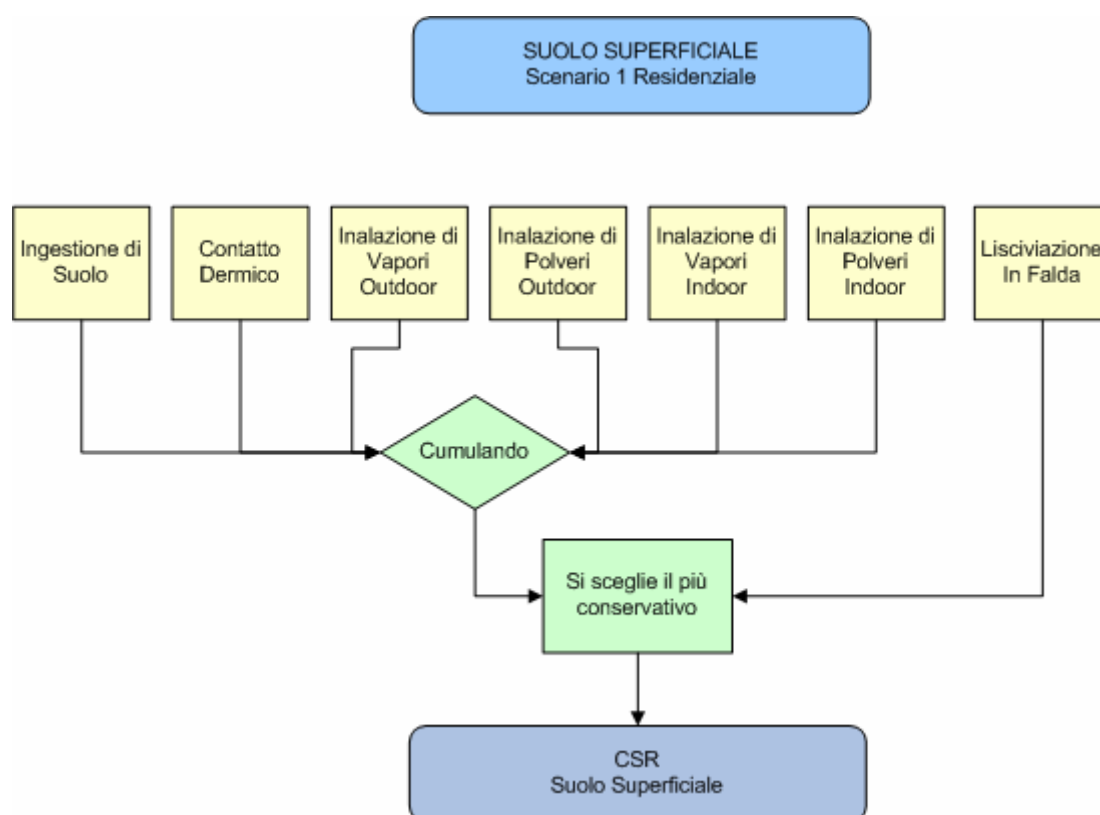 SUOLO SUPERFICIALE
Scenario 1 Residenziale
Ingestione di
Suolo
Contatto
Dermico
Inalazione di
Vapori
Outdoor
Inalazione di
Polveri
Outdoor
Inalazione di
Vapori
Indoor
Inalazione di
Polveri
Indoor
Lisciviazione
In Falda
Cumulando
Si sceglie il più
conservativo
CSR
Suolo Superficiale